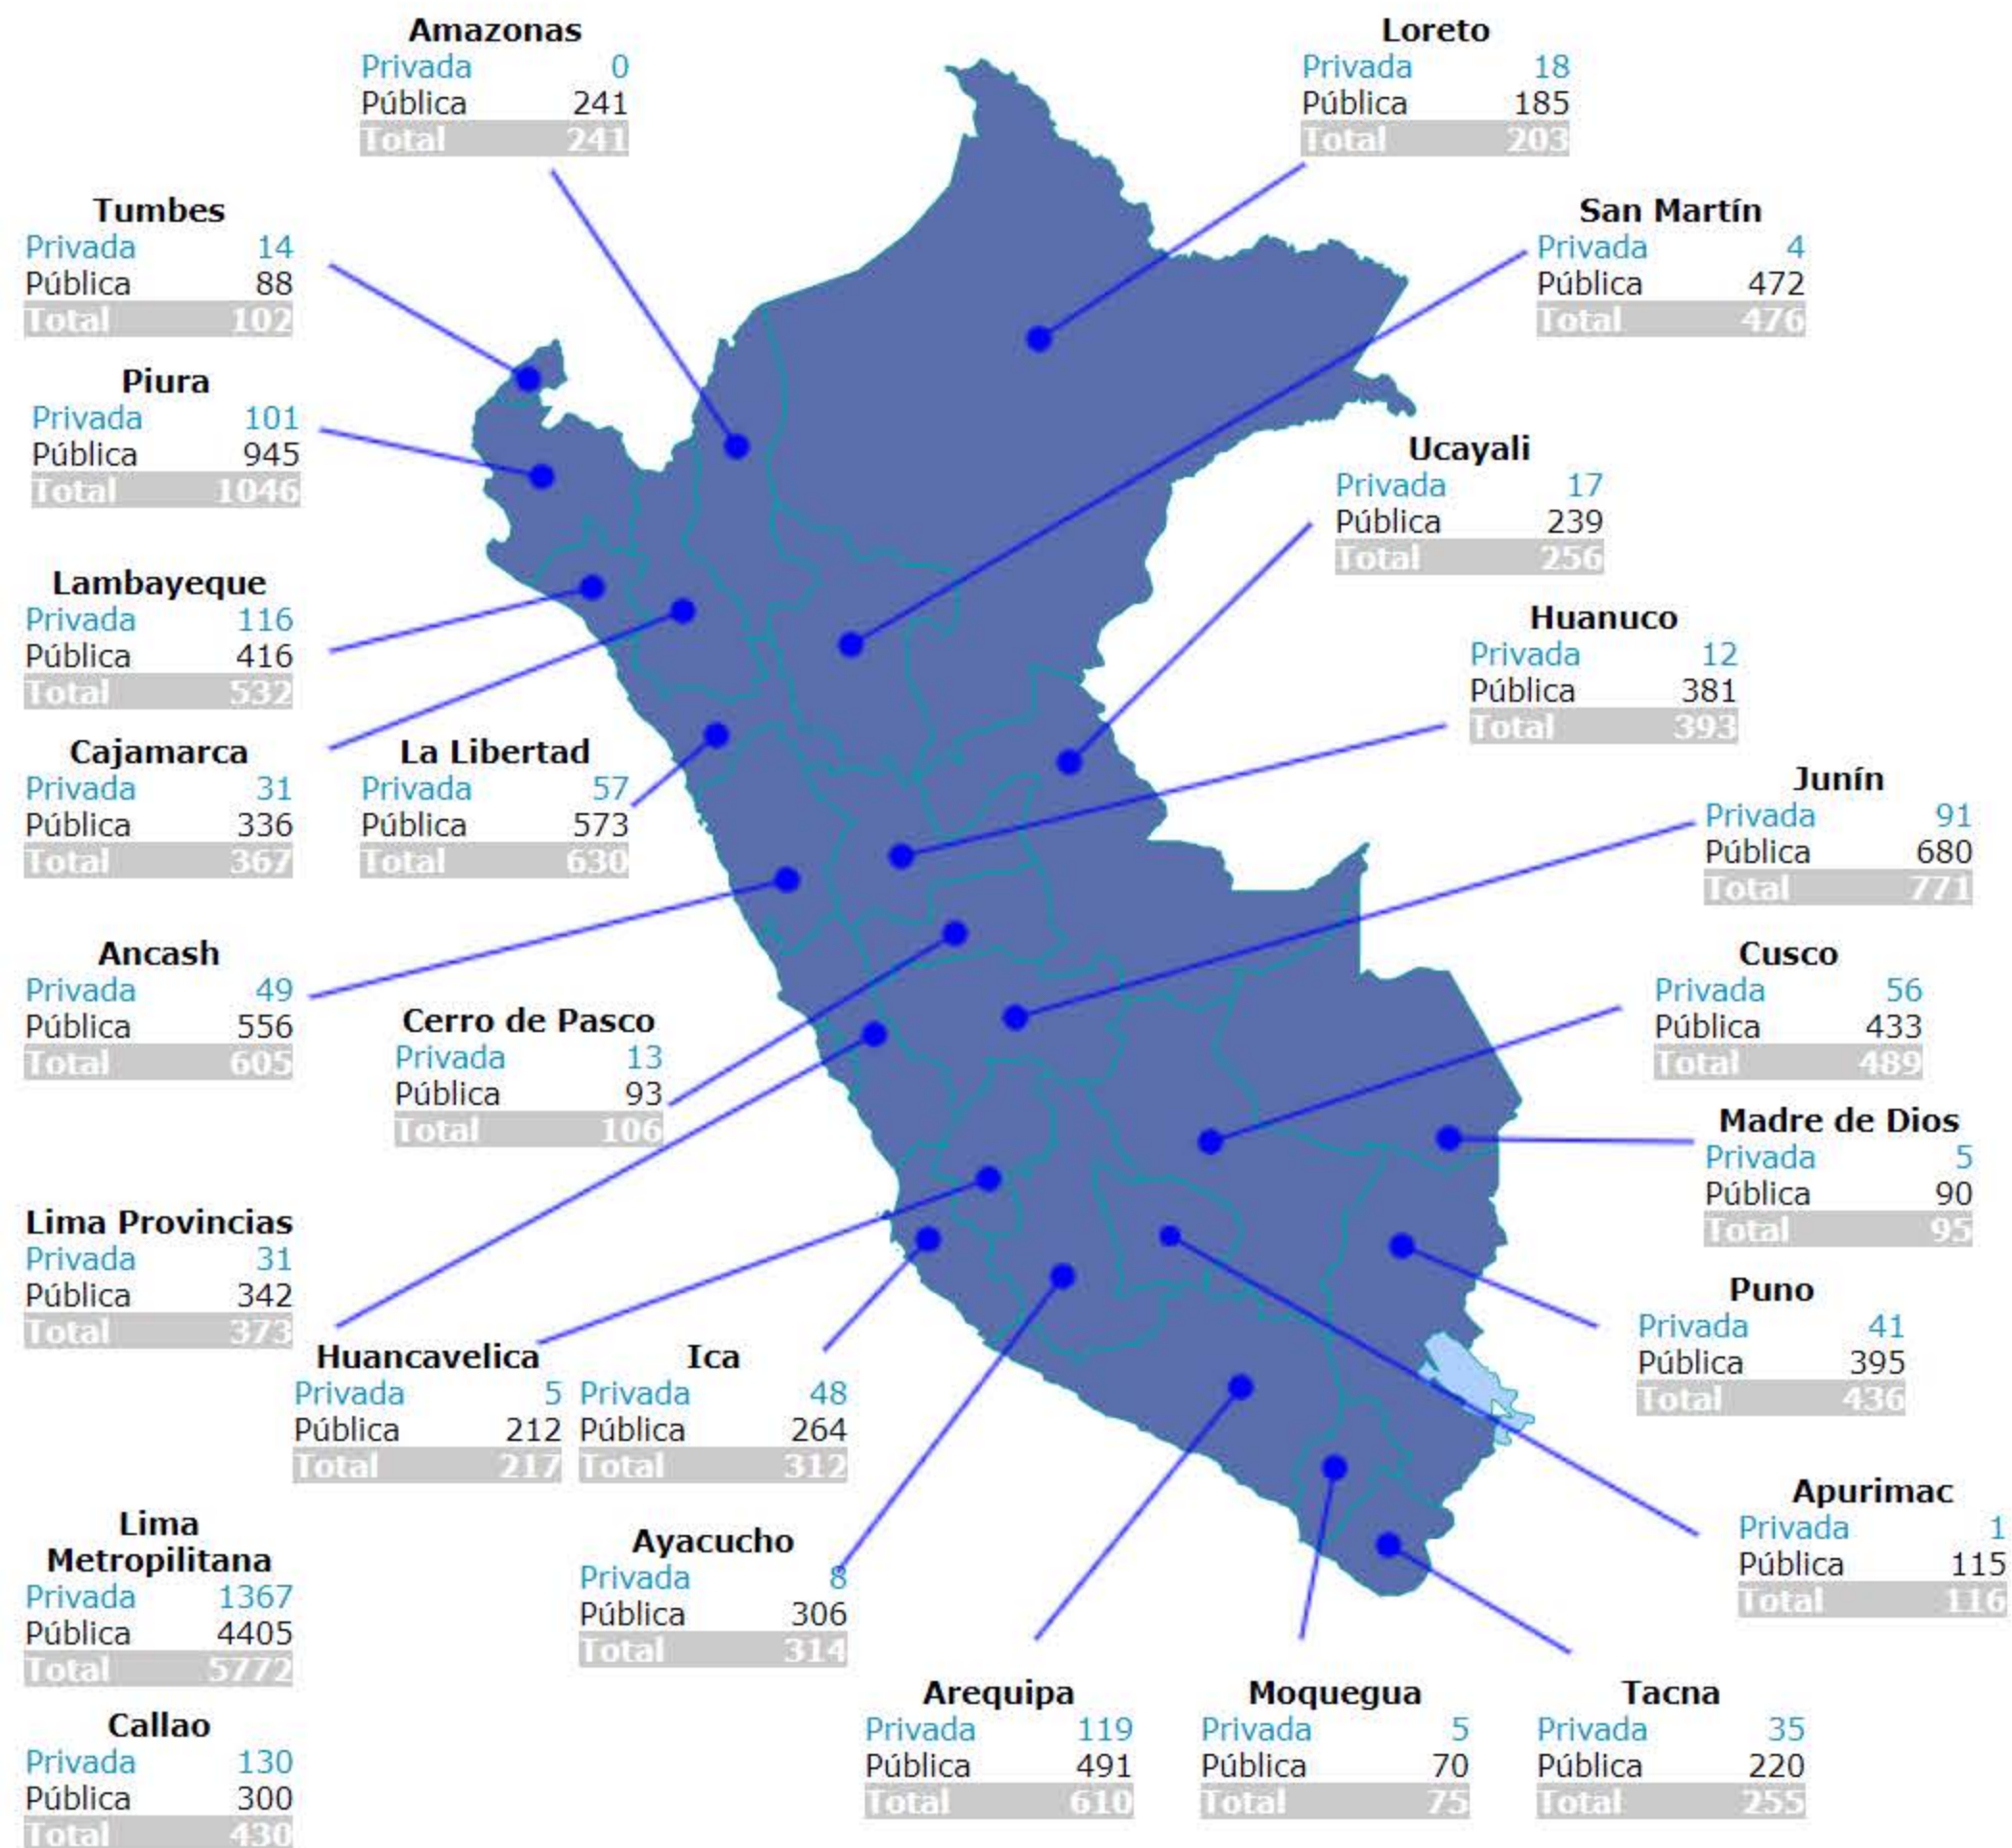 Amazonas
Privada 0
Pública 241
Total 241
Loreto
Privada 18
Pública 185
Total 203
Tumbes
Privada 14
Pública 88
Total 102
San Martín
Privada 4
Pública 472
Total 476
Piura
Privada 101
Pública 945
Total 1046
Ucayali
Privada 17
Pública 239
Total 256
Lambayeque
Privada 116
Pública 416
Total 532
Huanuco
Privada 12
Pública 381
Total 393
Cajamarca
Privada 31
Pública 336
Total 367
La Libertad
Privada 57
Pública 573
Total 630
Junín
Privada 91
Pública 680
Total 771
Ancash
Privada 49
Pública 556
Total 605
Cerro de Pasco
Privada 13
Pública 93
Total 106
Cusco
Privada 56
Pública 433
Total 489
Madre de Dios
Privada 5
Pública 90
Total 95
Lima Provincias
Privada 31
Pública 342
Total 373
Puno
Privada 41
Pública 395
Total 436
Huancavelica
Privada 5
Pública 212
Total 217
Ica
Privada 48
Pública 264
Total 312
Apurimac
Privada 1
Pública 115
Total 116
Lima
Metropilitana
Privada 1367
Pública 4405
Total 5772
Ayacucho
Privada 8
Pública 306
Total 314
Callao
Privada 130
Pública 300
Total 430
Arequipa
Privada 119
Pública 491
Total 610
Moquegua
Privada 5
Pública 70
Total 75
Tacna
Privada 35
Pública 220
Total 255